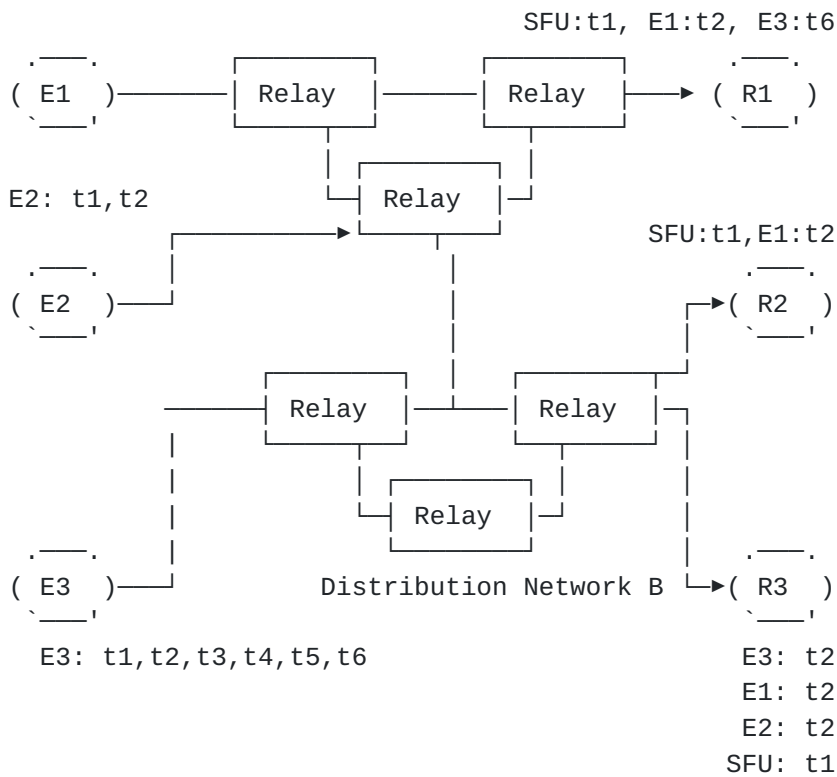 SFU:t1, E1:t2, E3:t6
( E1 ) Relay Relay ( R1 )
E2: t1,t2 Relay
SFU:t1,E1:t2
( E2 ) ( R2 )
Relay Relay
Relay
( E3 ) Distribution Network B ( R3 )
E3: t1,t2,t3,t4,t5,t6 E3: t2
E1: t2
E2: t2
SFU: t1